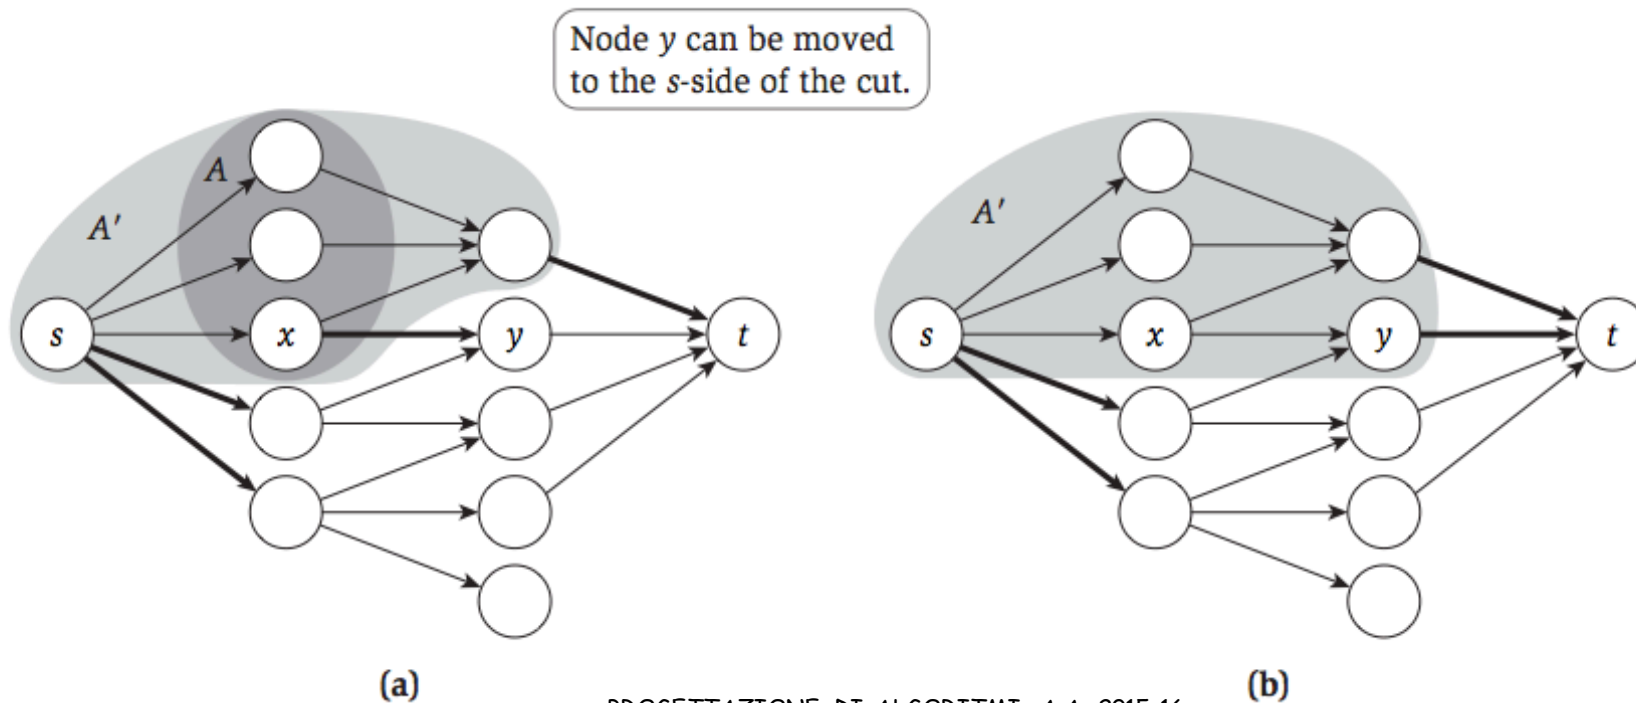 Node y can be moved
to the s-side of the cut.
A
A′
s
x
y
t
(a)
A′
s
x
y
t
(b)